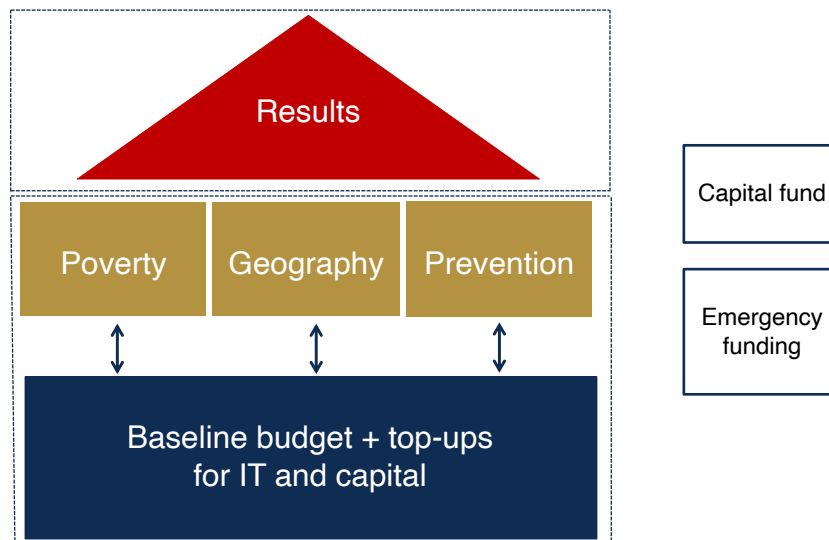 Results
Poverty
Geography
Prevention
Baseline budget + top-ups
for IT and capital
Capital fund
Emergency
funding